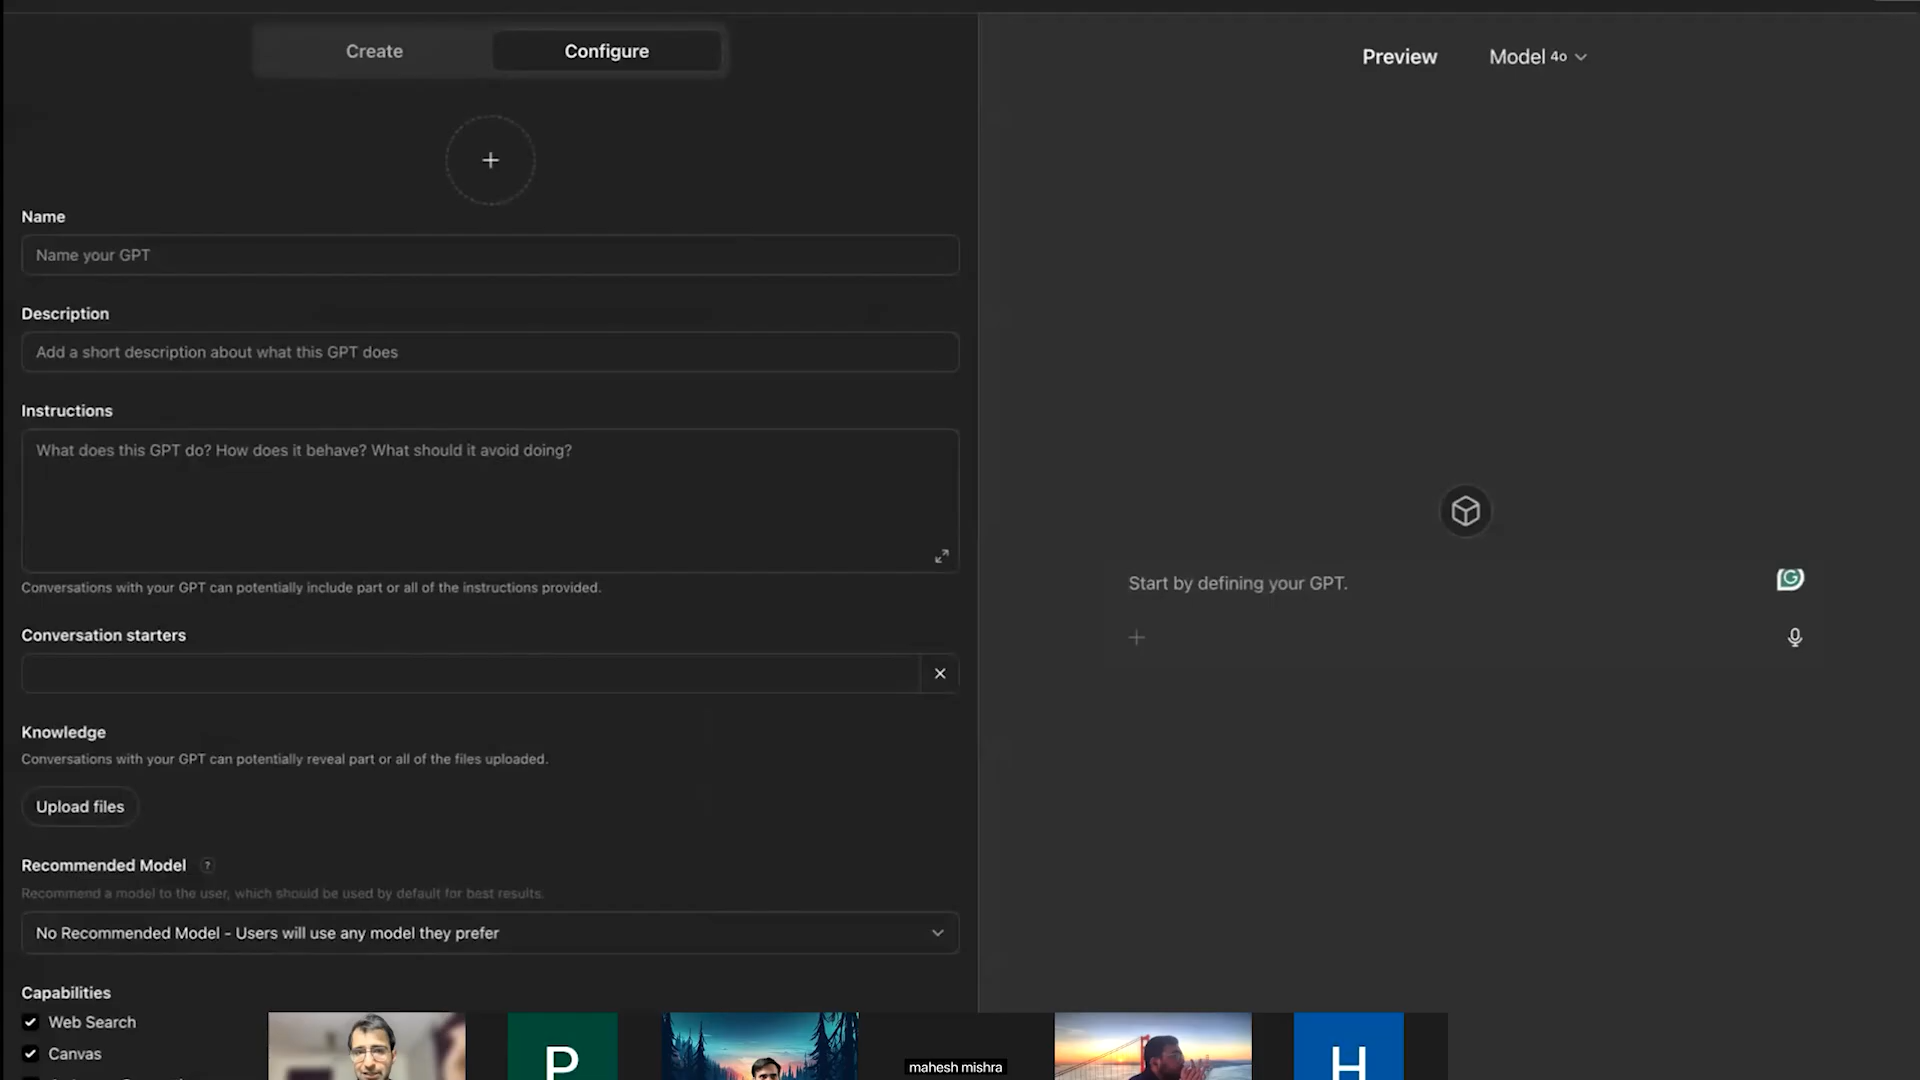 Create
Configure
Preview
Model 4o
Name
Name your GPT
Description
Add a short description about what this GPT does
Instructions
What does this GPT do? How does it behave? What should it avoid doing?
Conversations with your GPT can potentially include part or all of the instructions provided.
Start by defining your GPT.
Conversation starters
Knowledge
Conversations with your GPT can potentially reveal part or all of the files uploaded.
Upload files
Recommended Model ?
Recommend a model to the user, which should be used by default for best results.
No Recommended Model - Users will use any model they prefer
Capabilities
Web Search
Canvas
P
mahesh mishra
H